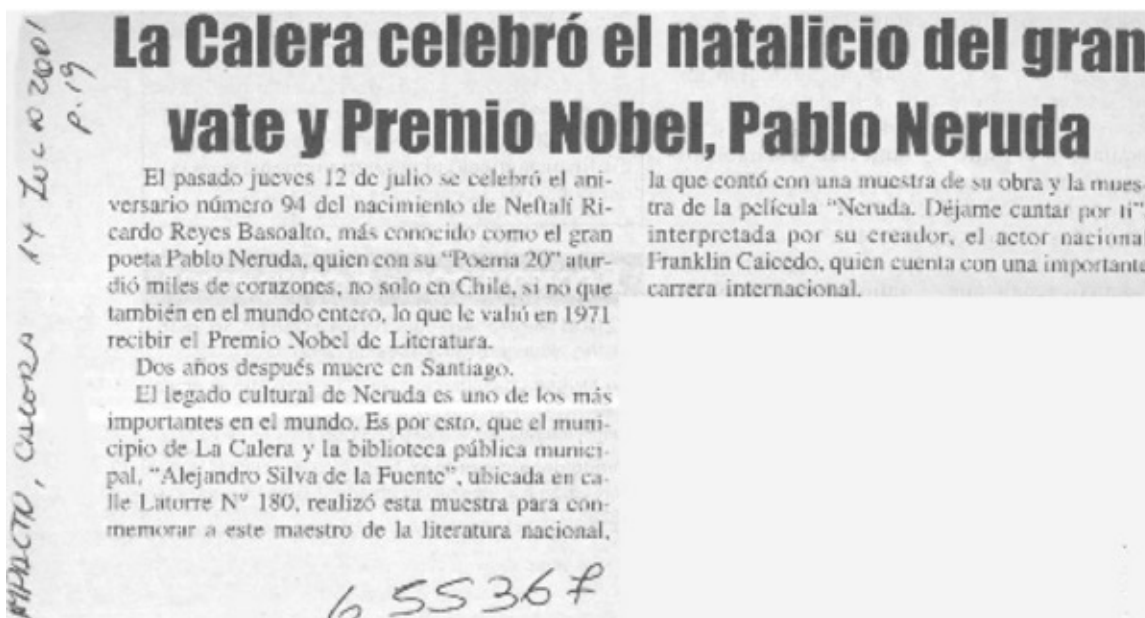 La Calera celebró el natalicio del gran
vate y Premio Nobel, Pablo Neruda
El pasado jueves 12 de julio se celebró el ani-
versario número 94 del nacimiento de Neftalí Ri-
cardo Reyes Basoalto, más conocido como el gran
poeta Pablo Neruda, quien con su “Poema 20” atur-
dió miles de corazones, no solo en Chile, si no que
también en el mundo entero, lo que le valió en 1971
recibir el Premio Nobel de Literatura.
Dos años después muere en Santiago.
El legado cultural de Neruda es uno de los más
importantes en el mundo. Es por esto, que el muni-
cipio de La Calera y la biblioteca pública munici-
pal, “Alejandro Silva de la Fuente”, ubicada en ca-
lle Latorre N° 180, realizó esta muestra para con-
memorar a este maestro de la literatura nacional,
la que contó con una muestra de su obra y la mues-
tra de la película “Neruda. Déjame cantar por ti”
interpretada por su creador, el actor nacional
Franklin Caicedo, quien cuenta con una importante
carrera internacional.
14 Julio 2001
P.19
655367